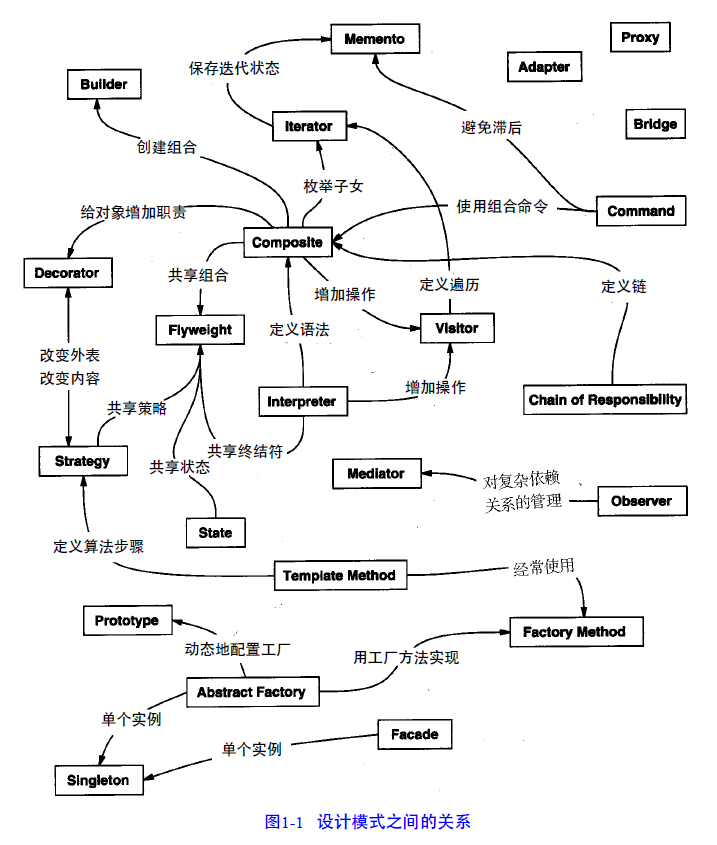 Memento
Proxy
保存迭代状态
Adapter
Builder
Iterator
避免滞后
Bridge
创建组合
枚举子女
给对象增加职责
使用组合命令
Command
Composite
Decorator
共享组合
增加操作
定义遍历
定义链
Flyweight
定义语法
Visitor
改变外表
改变内容
增加操作
共享策略
Interpreter
Chain of Responsibility
共享终结符
Strategy
共享状态
Mediator
对复杂依赖
关系的管理
Observer
State
定义算法步骤
Template Method
经常使用
Prototype
Factory Method
动态地配置工厂
用工厂方法实现
Abstract Factory
单个实例
Facade
单个实例
Singleton
图1-1 设计模式之间的关系